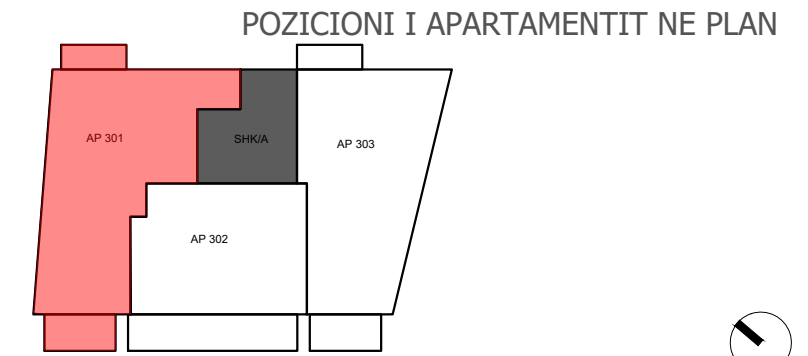 POZICIONI I APARTAMENTIT NE PLAN
AP 301
SHK/A
AP 303
AP 302